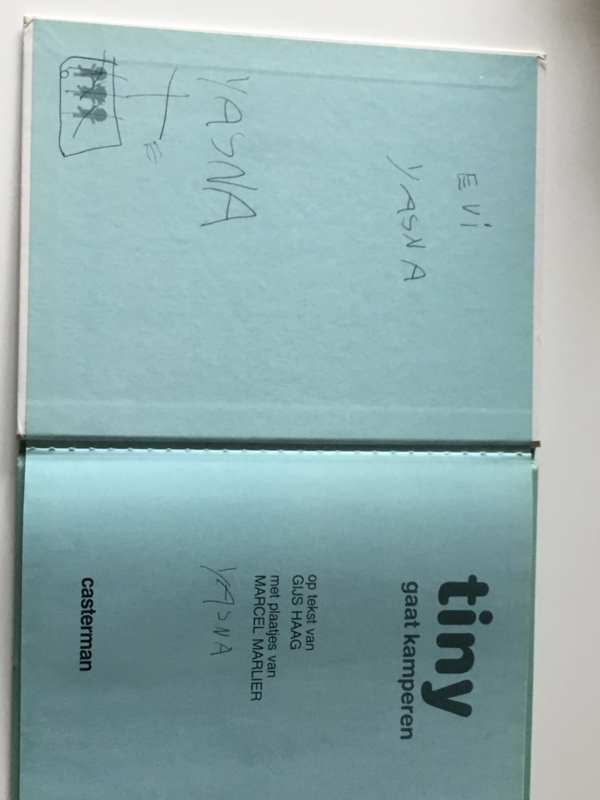 EVi
YASNA
YASNA
E
tiny
gaat kamperen
op tekst van
GIJS HAAG
met plaatjes van
MARCEL MARLIER
YASNA
casterman